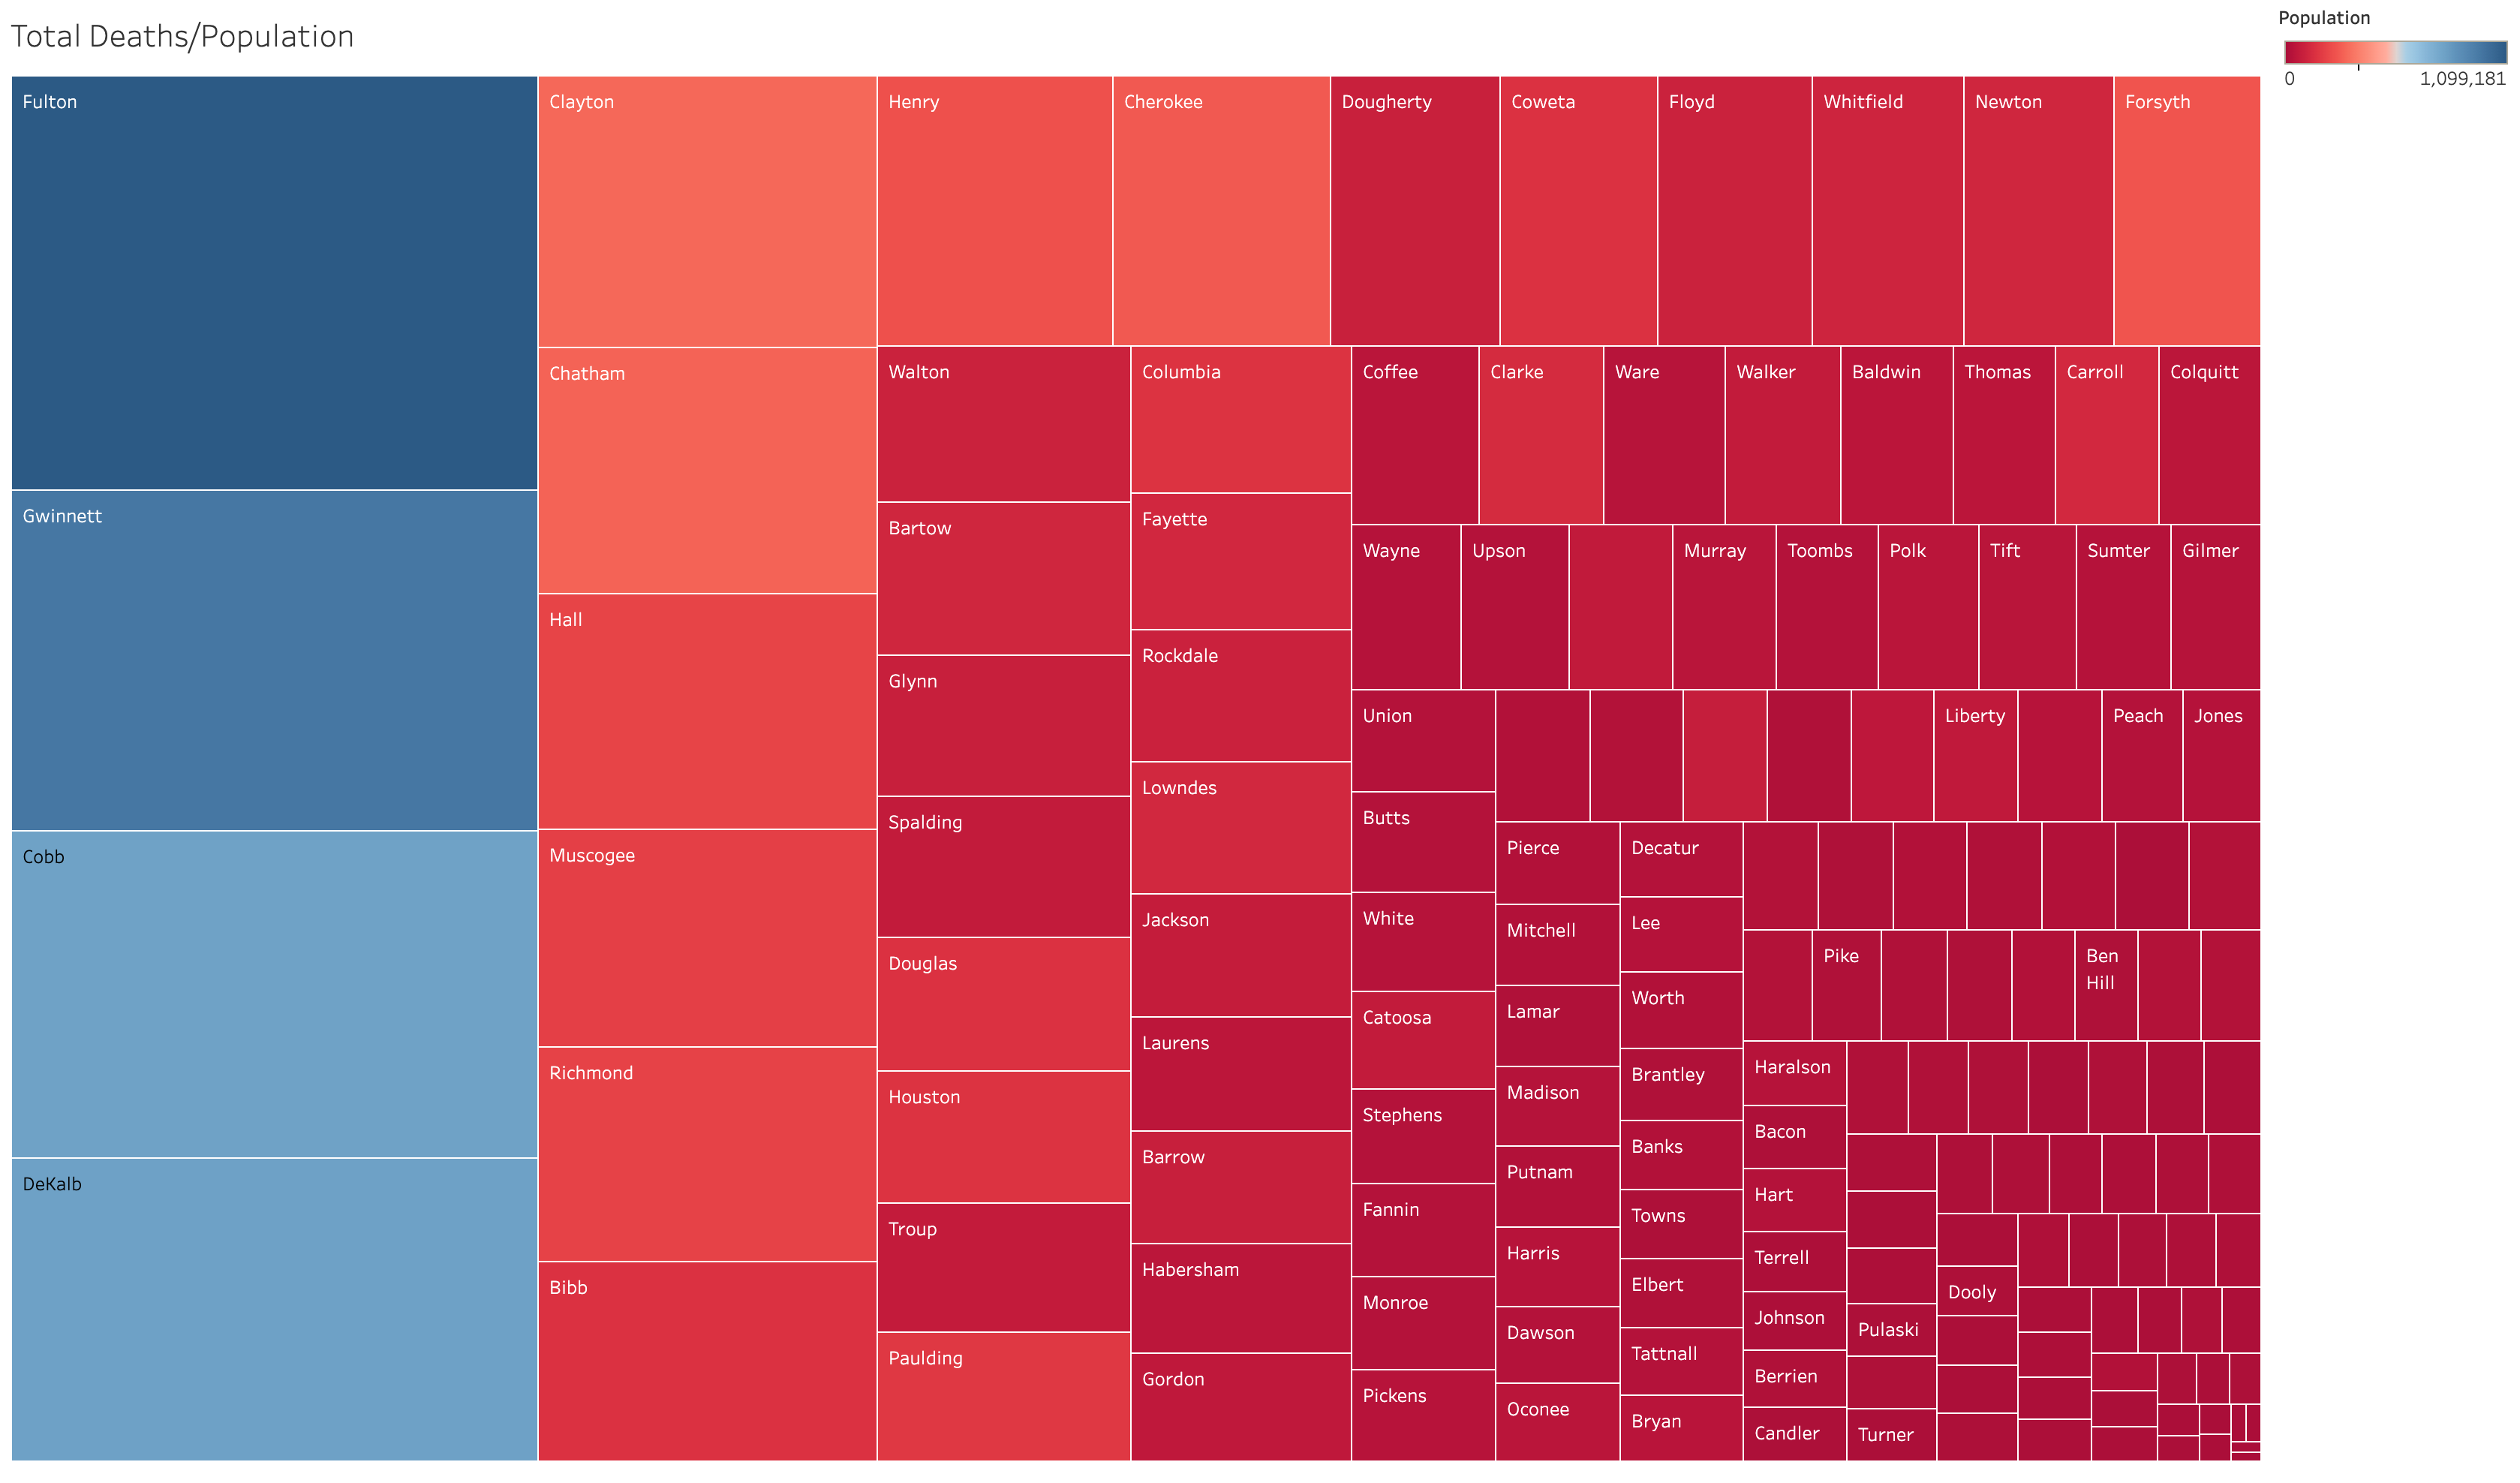 Total Deaths/Population
Population
0
1,099,181
Fulton
Gwinnett
Cobb
DeKalb
Clayton
Chatham
Hall
Muscogee
Richmond
Bibb
Henry
Cherokee
Dougherty
Coweta
Floyd
Whitfield
Newton
Forsyth
Walton
Bartow
Glynn
Spalding
Douglas
Houston
Troup
Paulding
Columbia
Fayette
Rockdale
Lowndes
Jackson
Laurens
Barrow
Habersham
Gordon
Coffee
Clarke
Ware
Walker
Baldwin
Thomas
Carroll
Colquitt
Wayne
Upson
Murray
Toombs
Polk
Tift
Sumter
Gilmer
Union
Butts
White
Catoosa
Stephens
Fannin
Monroe
Pickens
Liberty
Peach
Jones
Pierce
Mitchell
Lamar
Madison
Putnam
Harris
Dawson
Oconee
Decatur
Lee
Worth
Brantley
Banks
Towns
Elbert
Tattnall
Bryan
Pike
Ben
Hill
Haralson
Bacon
Hart
Terrell
Johnson
Berrien
Candler
Pulaski
Turner
Dooly